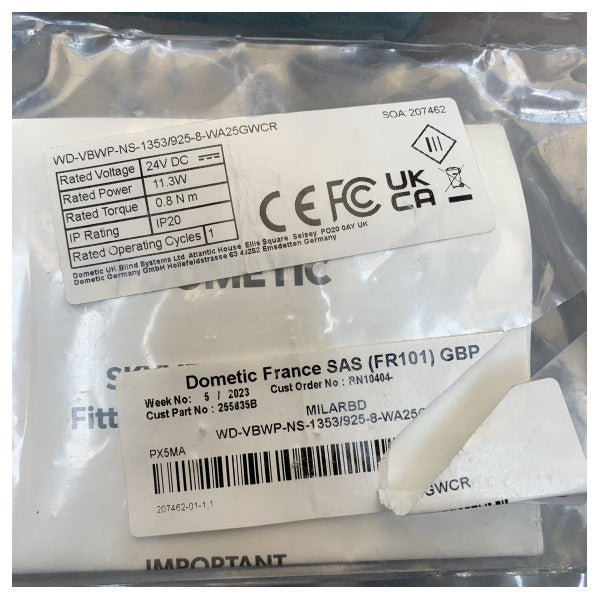 WD-VBWP-NS-1353/925-8-WA25GWCR
SOA: 207462
Rated Voltage 24V DC
Rated Power 11.3W
Rated Torque 0.8 N m
IP Rating IP20
Rated Operating Cycles 1
CE FC UK CA
III
Dometic UK Blind Systems Ltd Atlantic House Ellis Square Selsey PO20 0AY UK
Dometic Germany GmbH Hollefeldstrasse 63 48282 Emsdetten Germany
OMETIC
SKY
Fitt
Dometic France SAS (FR101) GBP
Week No: 5 / 2023 Cust Order No : RN10404-
Cust Part No : 255835B
MILARBD
WD-VBWP-NS-1353/925-8-WA25G
PX5MA
GWCR
207462-01-1,1
IMPORTANT